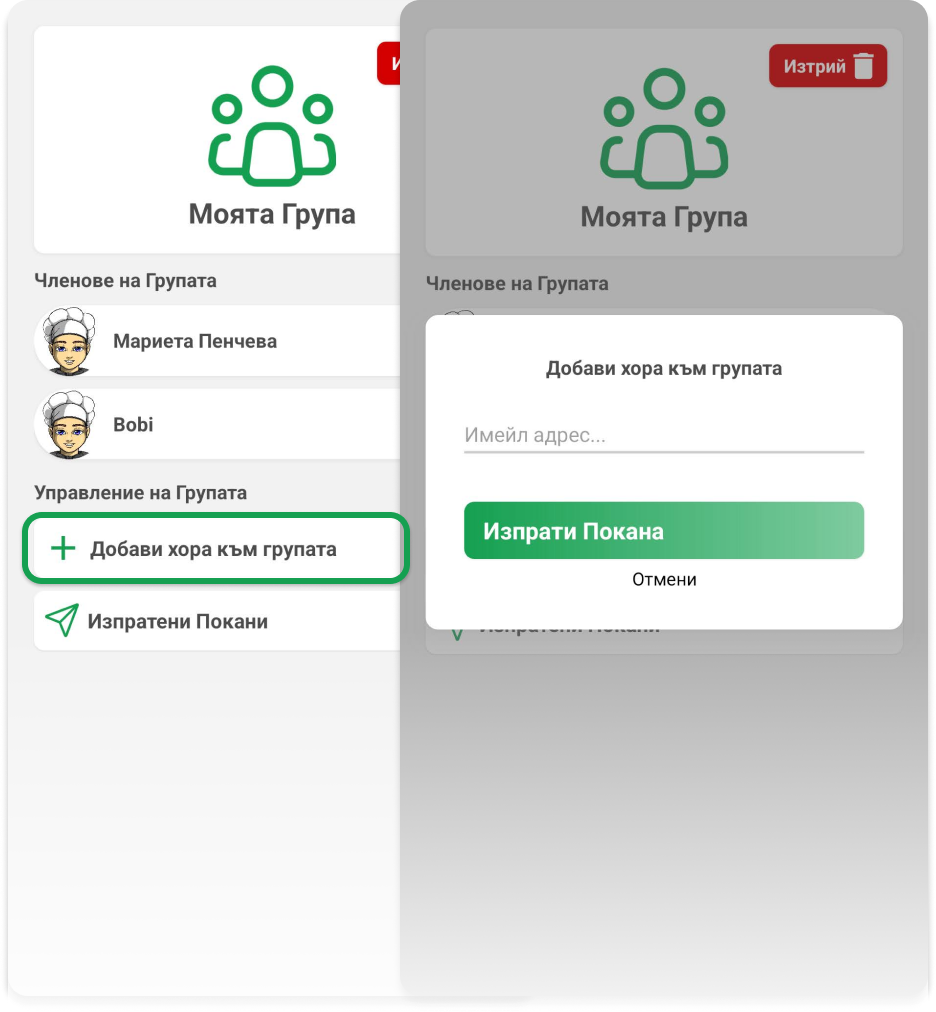 Моята Група
Членове на Групата
Мариета Пенчева
Bobi
Управление на Групата
Добави хора към групата
Изпратени Покани
Изтрий
Моята Група
Членове на Групата
Добави хора към групата
Имейл адрес...
Изпрати Покана
Отмени
Изпратени Покани